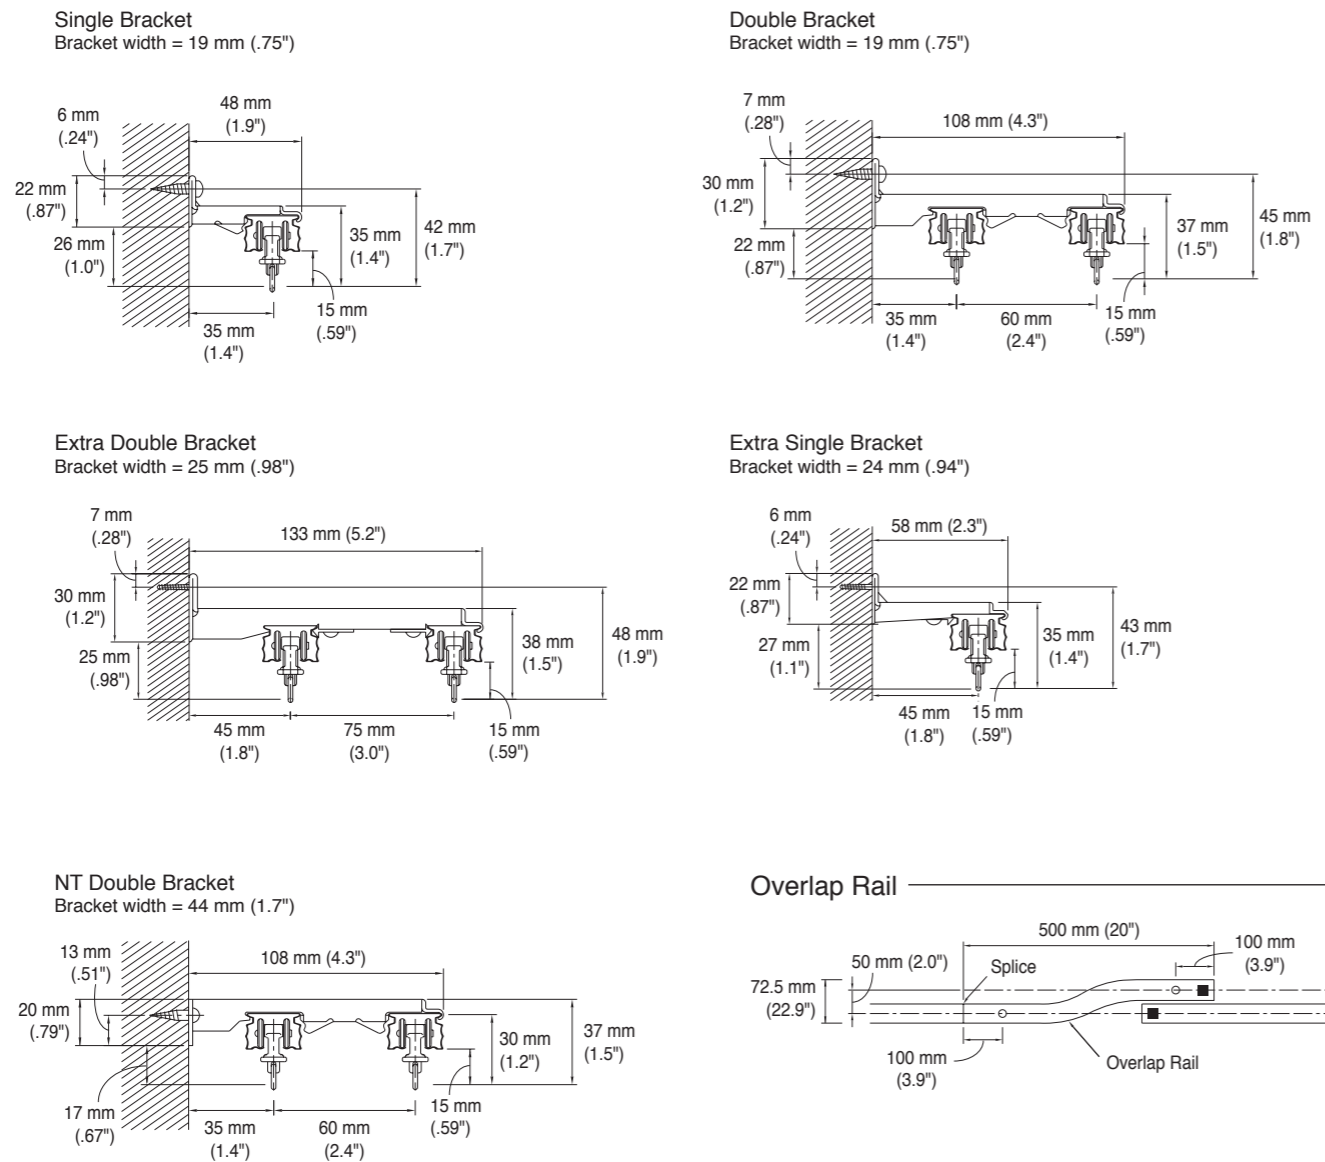 Single Bracket
Bracket width = 19 mm (.75")
6 mm
(.24")
48 mm
(1.9")
22 mm
(.87")
26 mm
(1.0")
35 mm
(1.4")
42 mm
(1.7")
15 mm
(.59")
35 mm
(1.4")
Double Bracket
Bracket width = 19 mm (.75")
7 mm
(.28")
108 mm (4.3")
30 mm
(1.2")
22 mm
(.87")
37 mm
(1.5")
45 mm
(1.8")
35 mm
(1.4")
60 mm
(2.4")
15 mm
(.59")
Extra Double Bracket
Bracket width = 25 mm (.98")
7 mm
(.28")
133 mm (5.2")
30 mm
(1.2")
25 mm
(.98")
38 mm
(1.5")
48 mm
(1.9")
45 mm
(1.8")
75 mm
(3.0")
15 mm
(.59")
Extra Single Bracket
Bracket width = 24 mm (.94")
6 mm
(.24")
58 mm (2.3")
22 mm
(.87")
27 mm
(1.1")
35 mm
(1.4")
43 mm
(1.7")
45 mm
(1.8")
15 mm
(.59")
NT Double Bracket
Bracket width = 44 mm (1.7")
13 mm
(.51")
108 mm (4.3")
20 mm
(.79")
30 mm
(1.2")
37 mm
(1.5")
17 mm
(.67")
35 mm
(1.4")
60 mm
(2.4")
15 mm
(.59")
Overlap Rail
500 mm (20")
50 mm (2.0")
Splice
100 mm
(3.9")
72.5 mm
(22.9")
100 mm
(3.9")
Overlap Rail